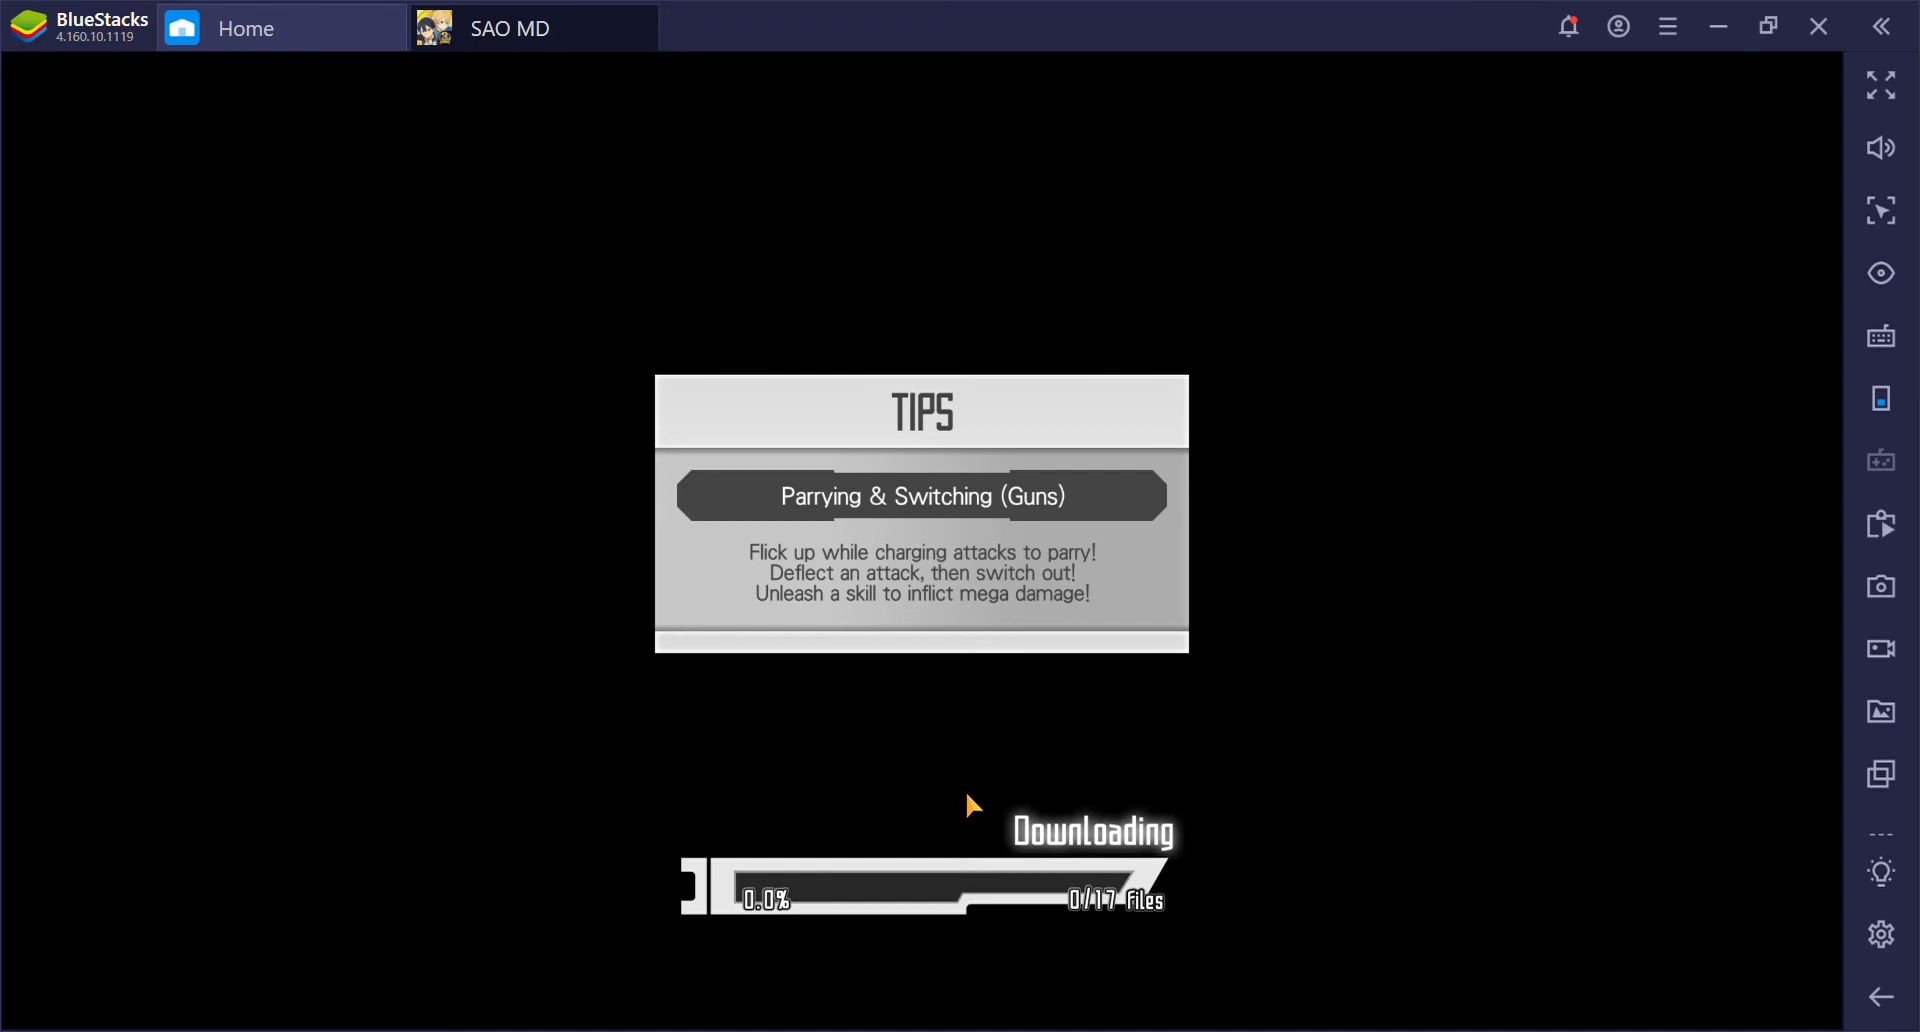 BlueStacks
4.160.10.1119
Home
SAO MD
TIPS
Parrying & Switching (Guns)
Flick up while charging attacks to parry!
Deflect an attack, then switch out!
Unleash a skill to inflict mega damage!
Downloading
0.0%
0/17 Files